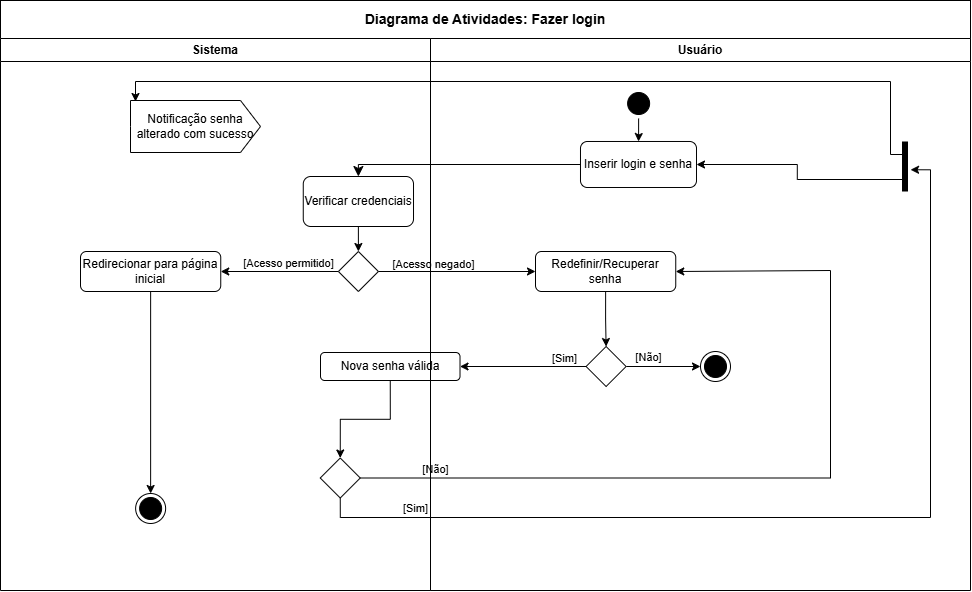 Diagrama de Atividades: Fazer login
Sistema
Usuário
Notificação senha
alterado com sucesso
Inserir login e senha
Verificar credenciais
Redirecionar para página
inicial
[Acesso permitido]
[Acesso negado]
Redefinir/Recuperar
senha
Nova senha válida
[Sim]
[Não]
[Não]
[Sim]